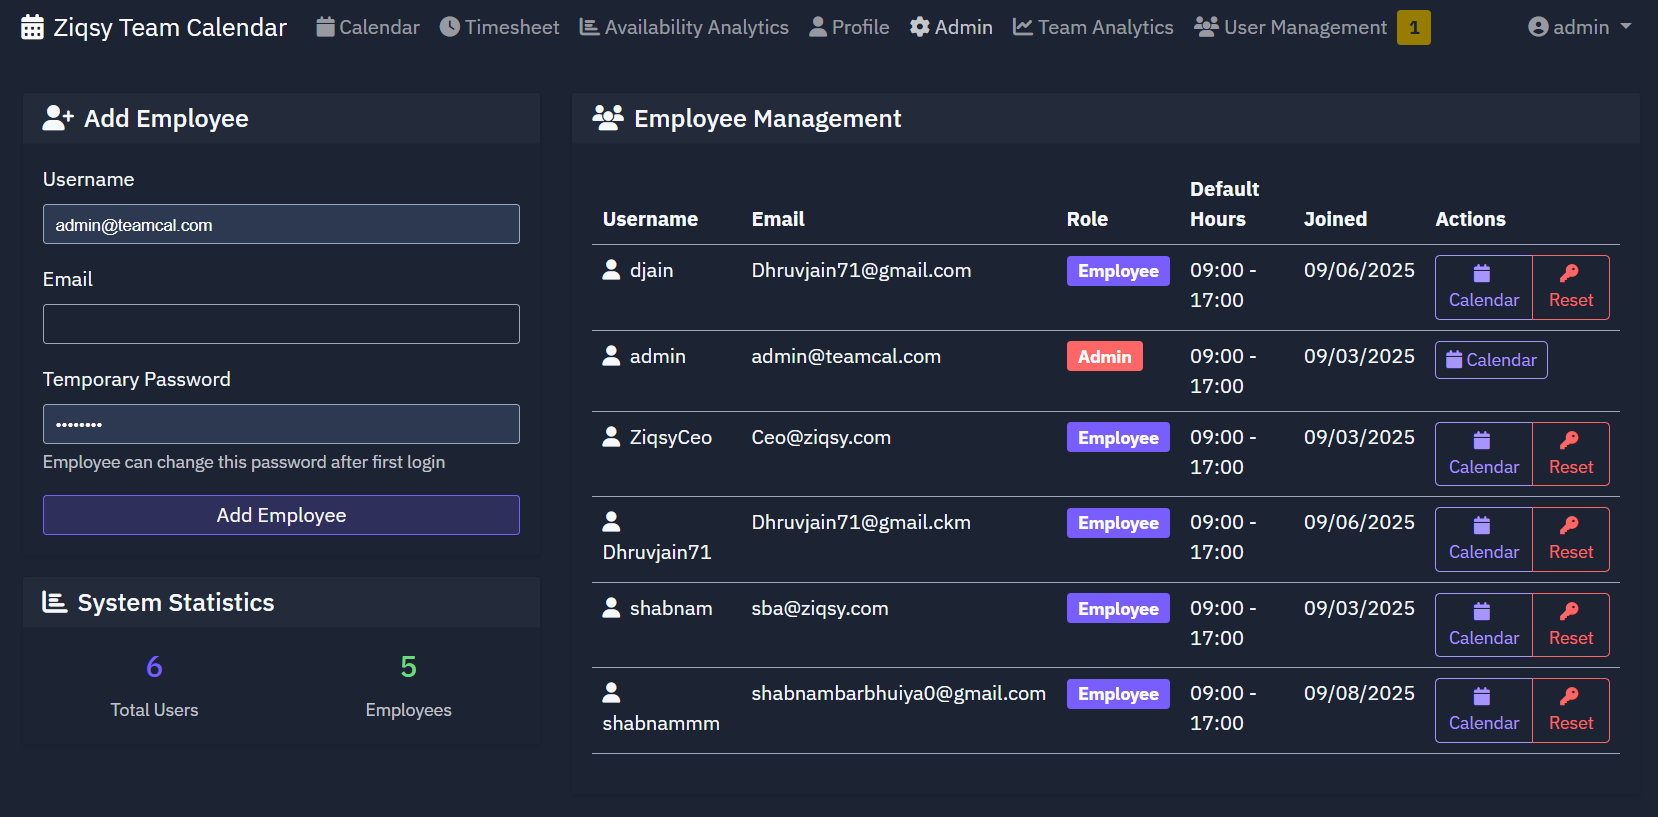 Ziqsy Team Calendar Calendar Timesheet Availability Analytics Profile Admin Team Analytics User Management 1 admin
Add Employee
Username
admin@teamcal.com
Email
Temporary Password
••••••••
Employee can change this password after first login
Add Employee
System Statistics
6 5
Total Users Employees
Employee Management
Default
Username Email Role Hours Joined Actions
djain Dhruvjain71@gmail.com Employee 09:00 - 09/06/2025
17:00 Calendar Reset
admin admin@teamcal.com Admin 09:00 - 09/03/2025 Calendar
17:00
ZiqsyCeo Ceo@ziqsy.com Employee 09:00 - 09/03/2025
17:00 Calendar Reset
Dhruvjain71@gmail.ckm Employee 09:00 - 09/06/2025
Dhruvjain71 17:00 Calendar Reset
shabnam sba@ziqsy.com Employee 09:00 - 09/03/2025
17:00 Calendar Reset
shabnambarbhuiya0@gmail.com Employee 09:00 - 09/08/2025
shabnammm 17:00 Calendar Reset